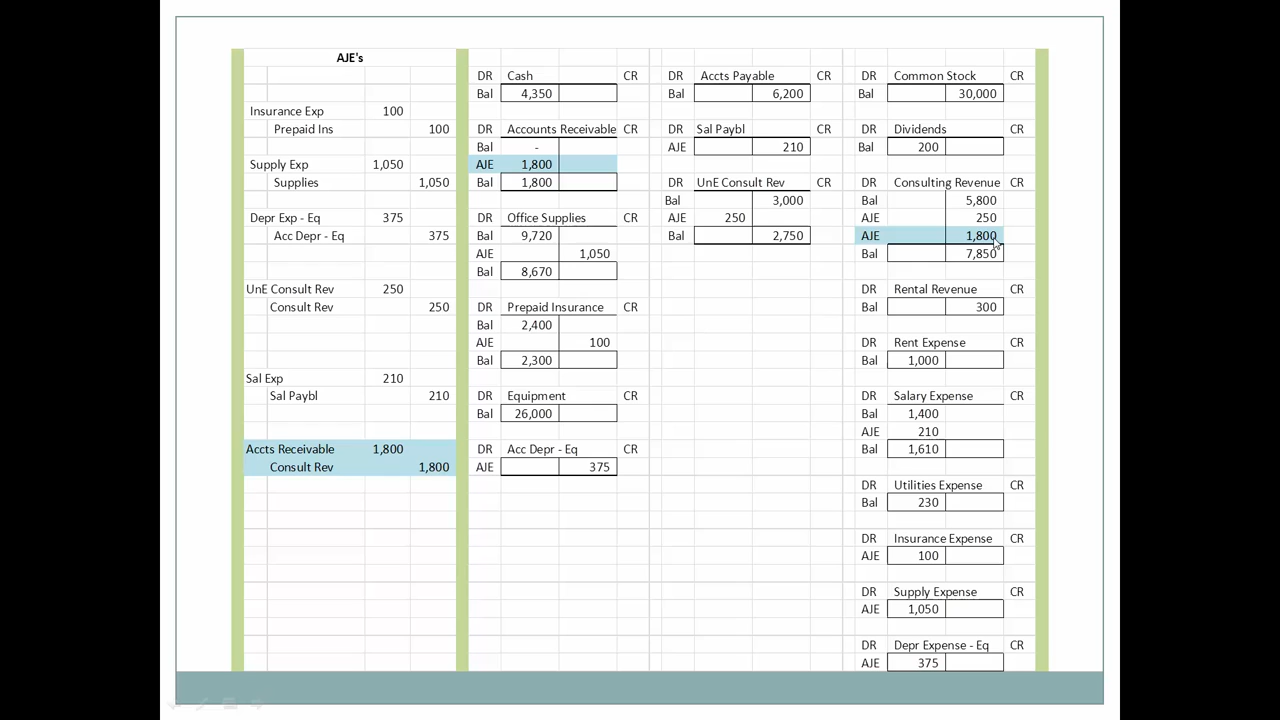 AJE's
Insurance Exp 100
Prepaid Ins 100
Supply Exp 1,050
Supplies 1,050
Depr Exp - Eq 375
Acc Depr - Eq 375
UnE Consult Rev 250
Consult Rev 250
Sal Exp 210
Sal Paybl 210
Accts Receivable 1,800
Consult Rev 1,800
DR Cash CR
Bal 4,350
DR Accounts Receivable CR
Bal -
AJE 1,800
Bal 1,800
DR Office Supplies CR
Bal 9,720
AJE 1,050
Bal 8,670
DR Prepaid Insurance CR
Bal 2,400
AJE 100
Bal 2,300
DR Equipment CR
Bal 26,000
DR Acc Depr - Eq CR
AJE 375
DR Accts Payable CR
Bal 6,200
DR Sal Paybl CR
AJE 210
DR UnE Consult Rev CR
Bal 3,000
AJE 250
Bal 2,750
DR Common Stock CR
Bal 30,000
DR Dividends CR
Bal 200
DR Consulting Revenue CR
Bal 5,800
AJE 250
AJE 1,800
Bal 7,850
DR Rental Revenue CR
Bal 300
DR Rent Expense CR
Bal 1,000
DR Salary Expense CR
Bal 1,400
AJE 210
Bal 1,610
DR Utilities Expense CR
Bal 230
DR Insurance Expense CR
AJE 100
DR Supply Expense CR
AJE 1,050
DR Depr Expense - Eq CR
AJE 375